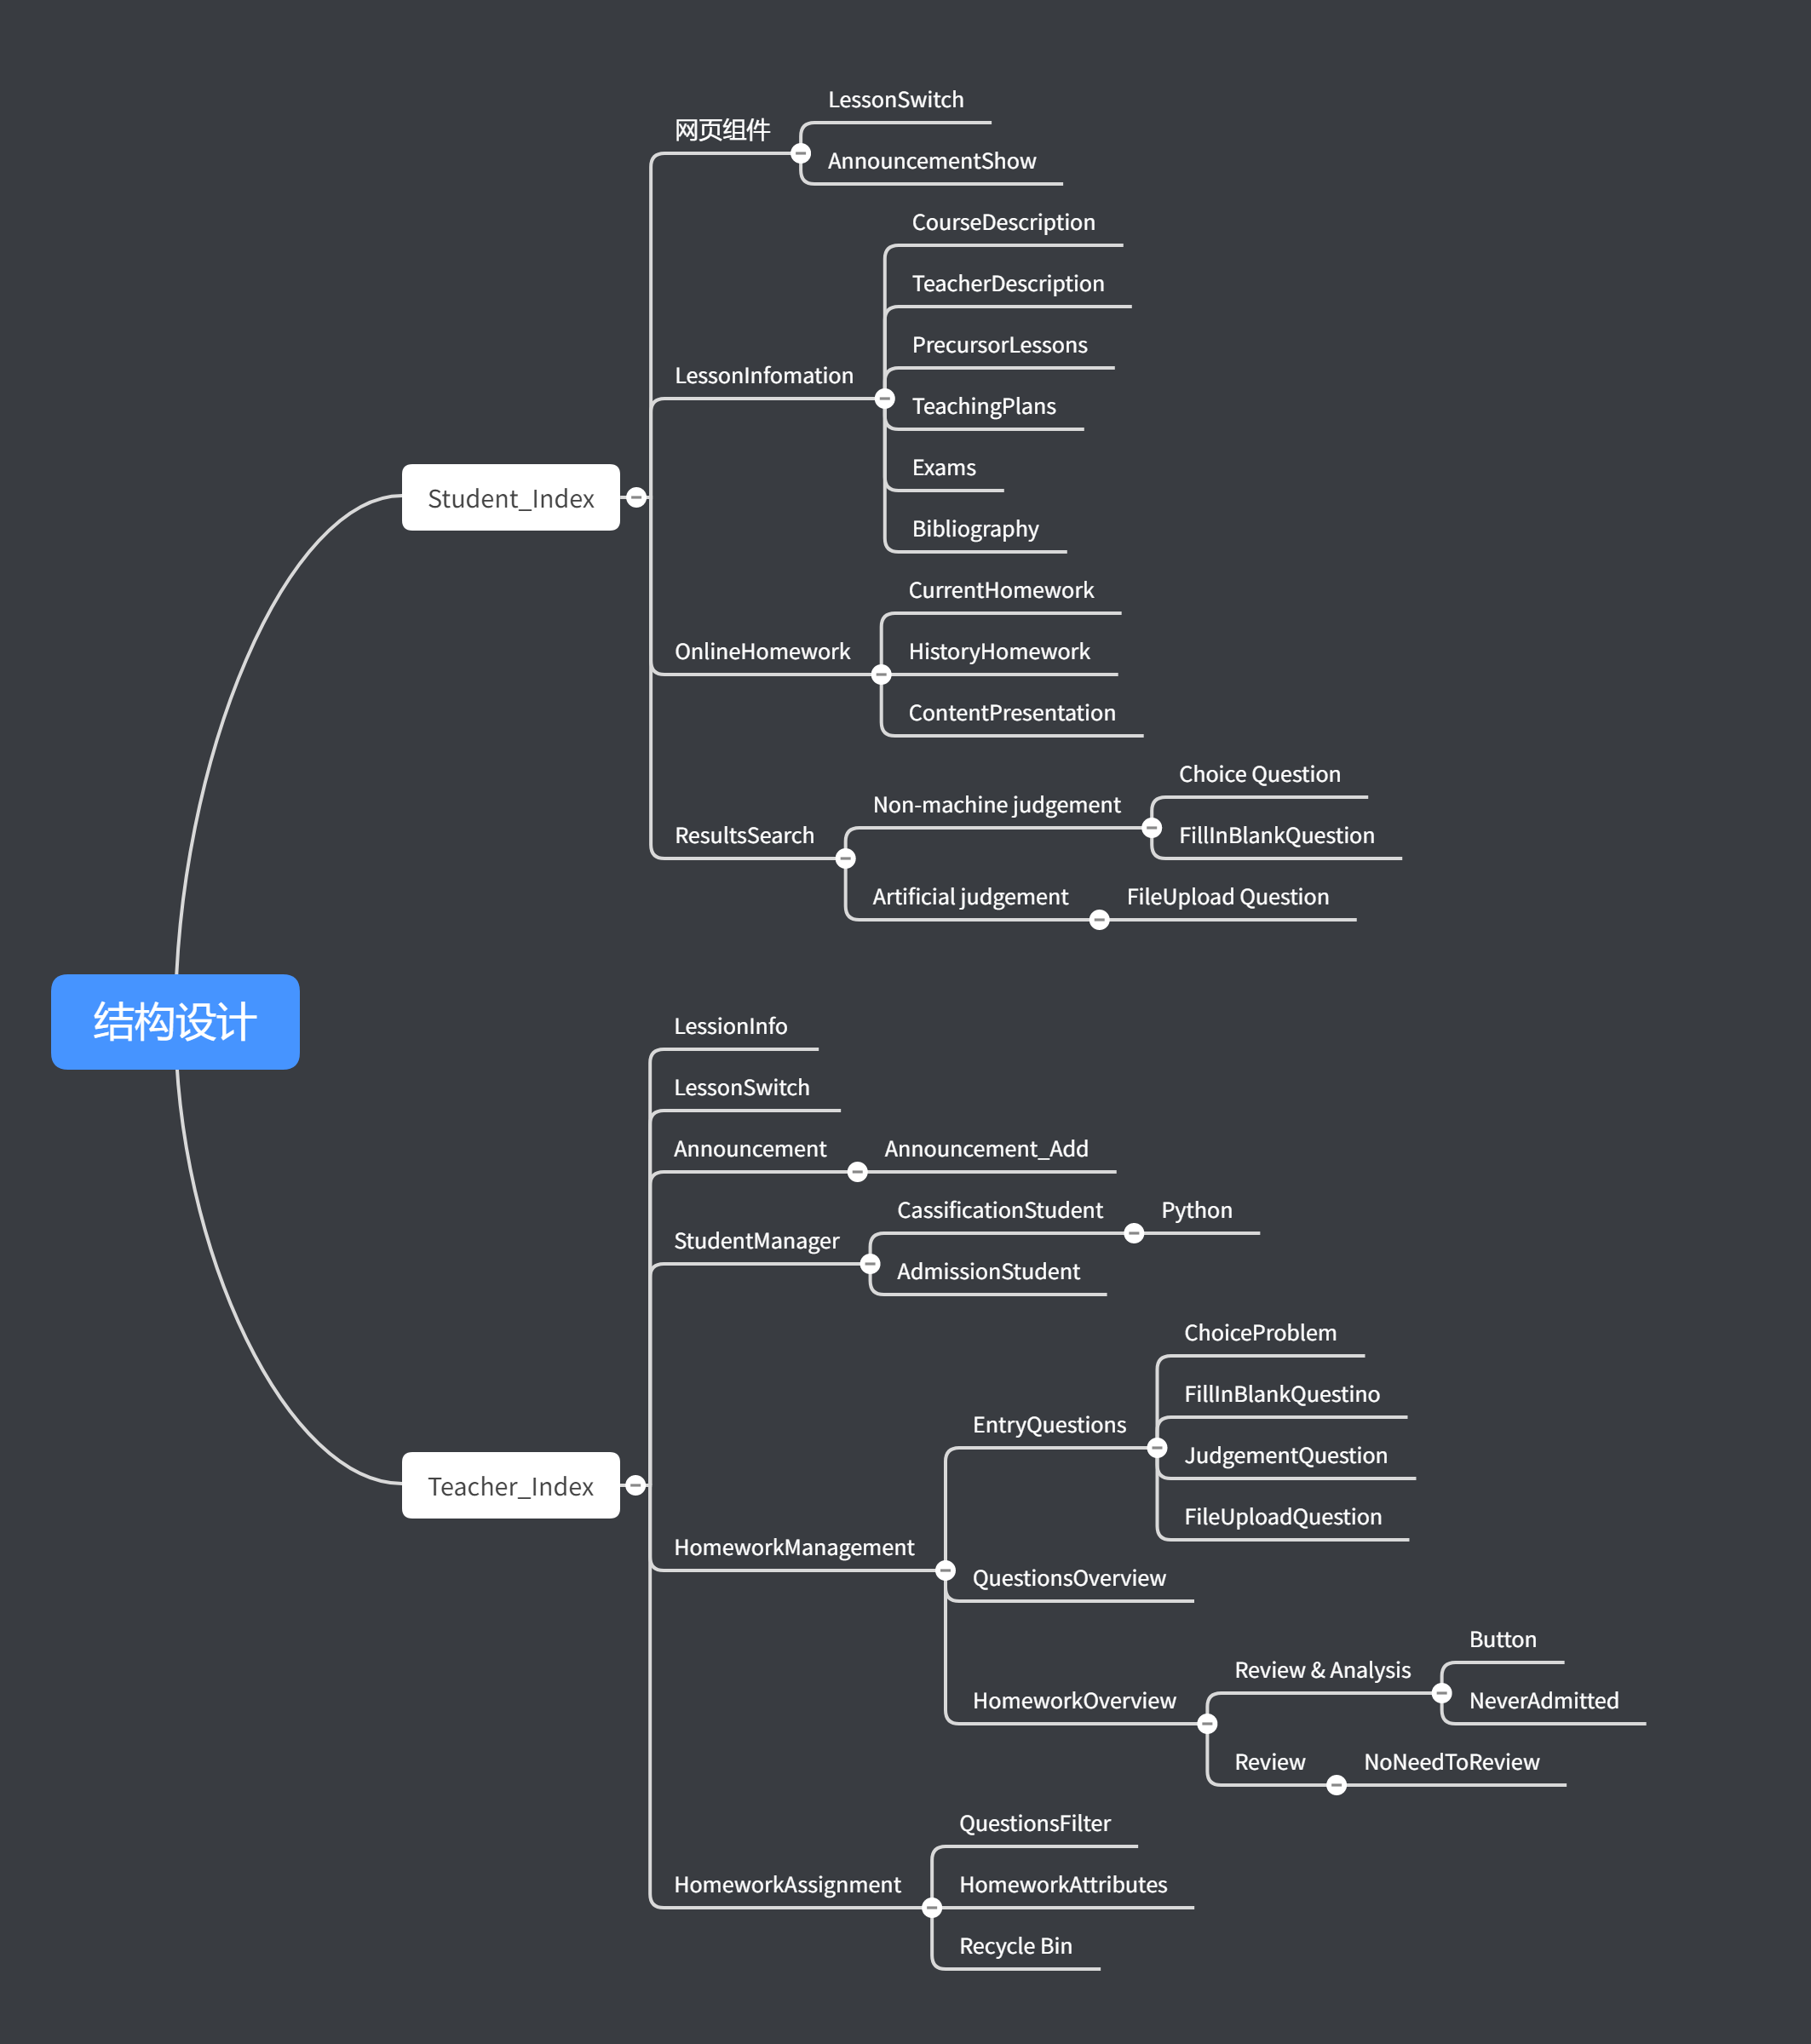 结构设计
Student_Index
网页组件
LessonSwitch
AnnouncementShow
LessonInfomation
CourseDescription
TeacherDescription
PrecursorLessons
TeachingPlans
Exams
Bibliography
OnlineHomework
CurrentHomework
HistoryHomework
ContentPresentation
ResultsSearch
Non-machine judgement
Choice Question
FillInBlankQuestion
Artificial judgement
FileUpload Question
Teacher_Index
LessionInfo
LessonSwitch
Announcement
Announcement_Add
StudentManager
CassificationStudent
Python
AdmissionStudent
HomeworkManagement
EntryQuestions
ChoiceProblem
FillInBlankQuestino
JudgementQuestion
FileUploadQuestion
QuestionsOverview
HomeworkOverview
Review & Analysis
Button
NeverAdmitted
Review
NoNeedToReview
HomeworkAssignment
QuestionsFilter
HomeworkAttributes
Recycle Bin